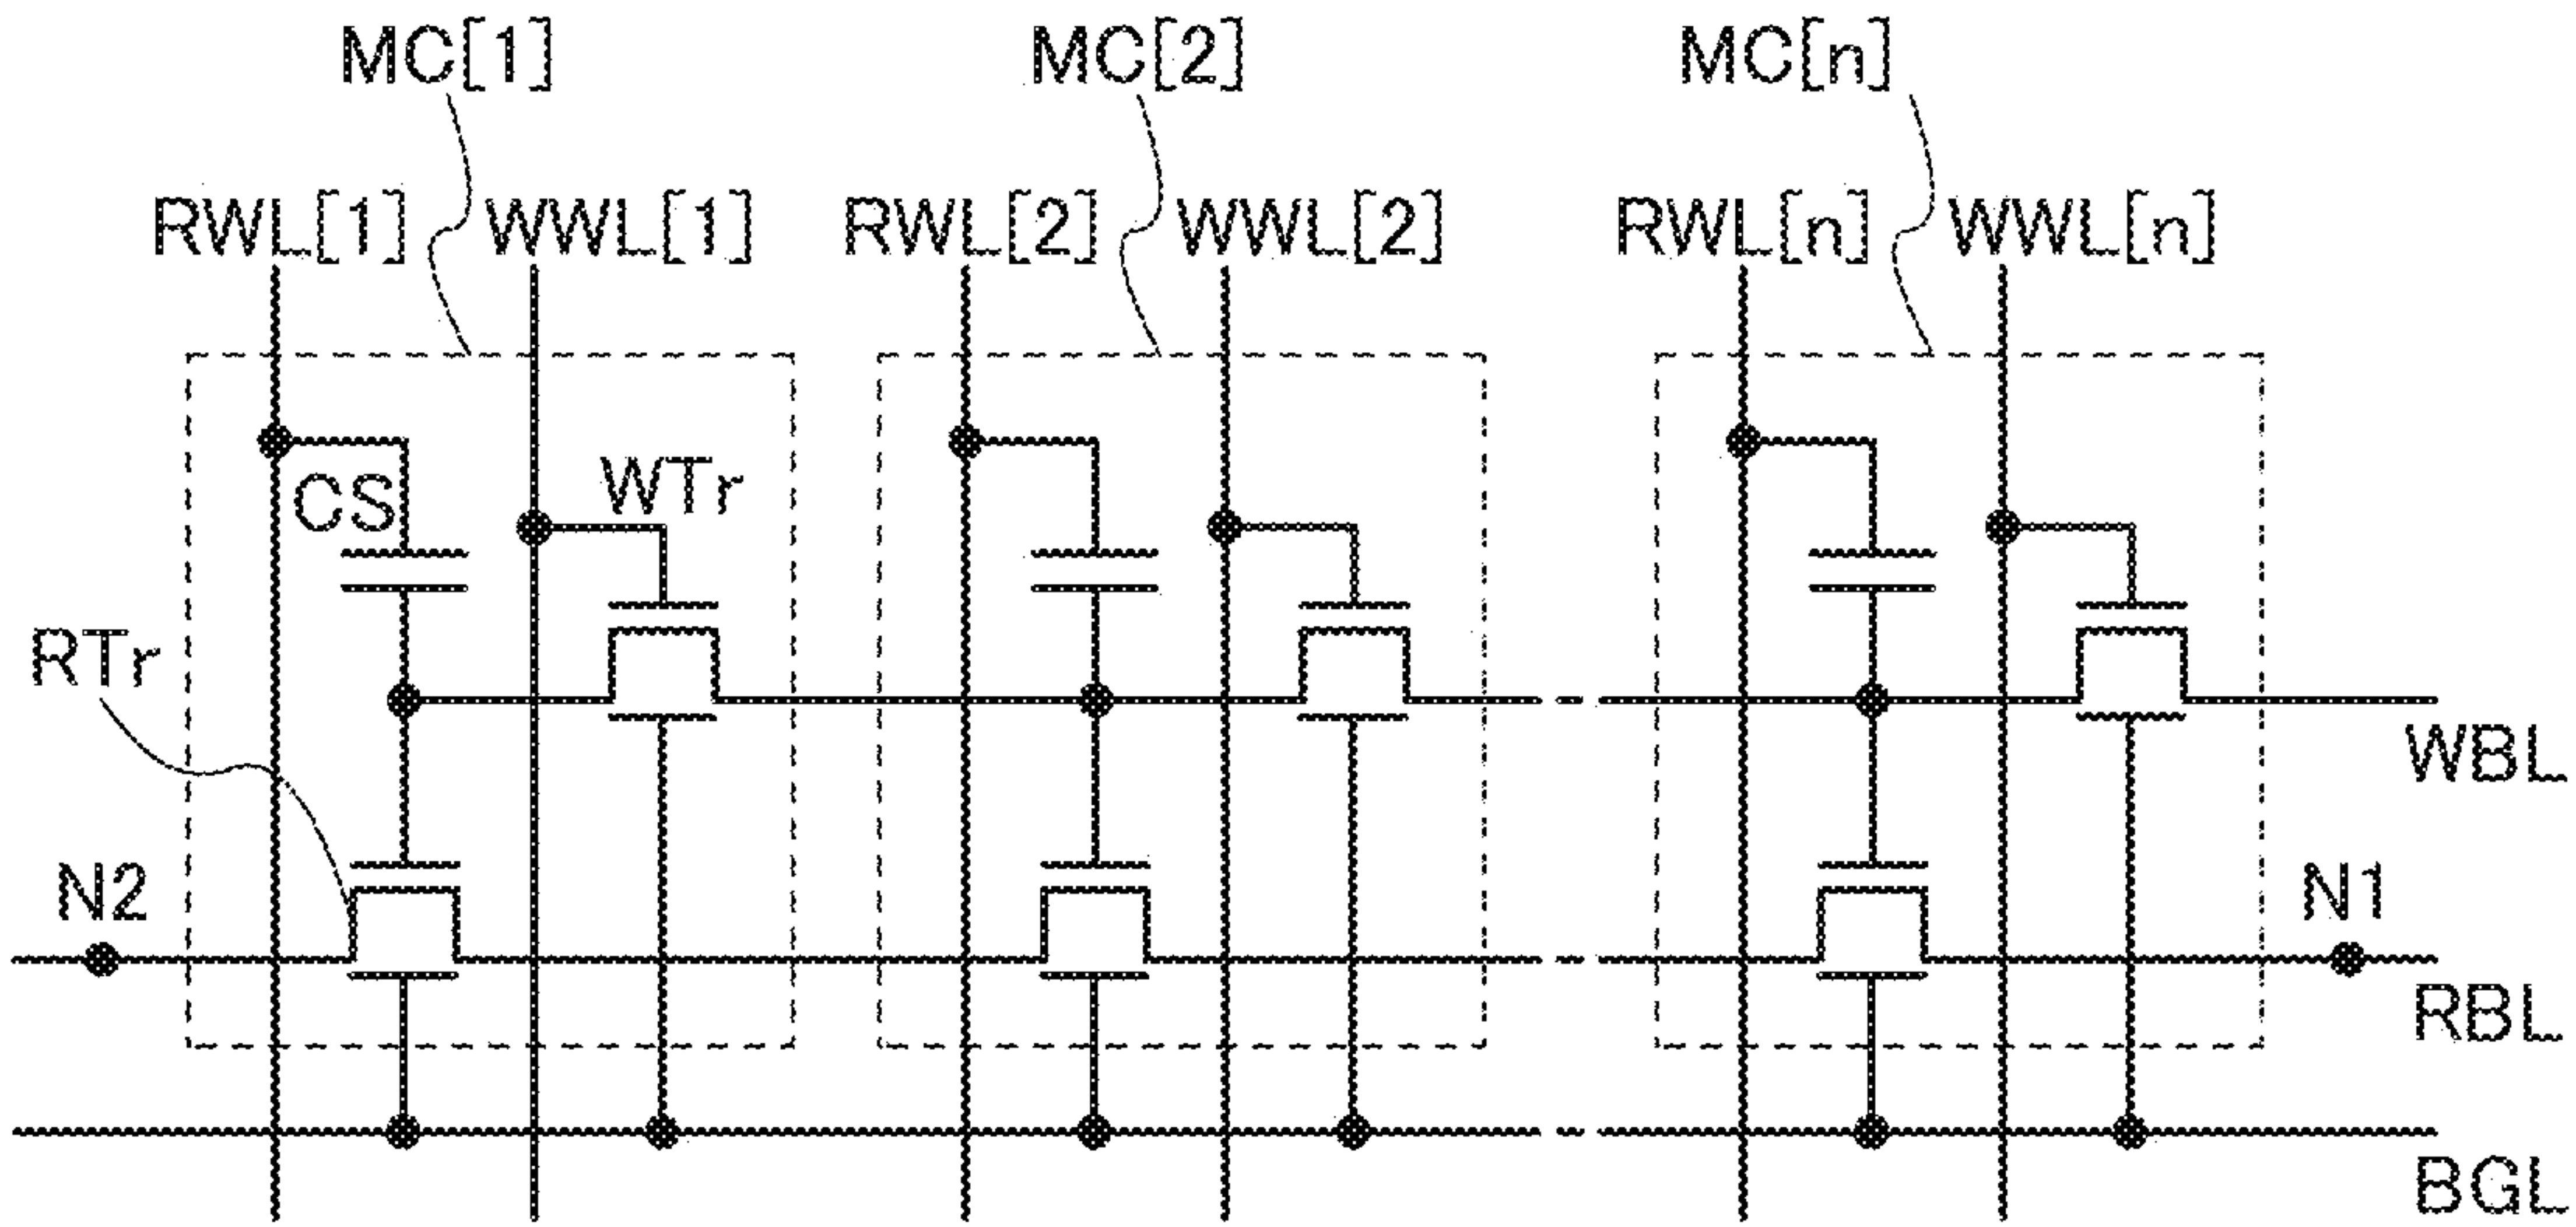 MC[1] MC[2] MC[n]
RWL[1] WWL[1] RWL[2] WWL[2] RWL[n] WWL[n]
CS WTr
RTr
WBL
N2 N1
RBL
BGL